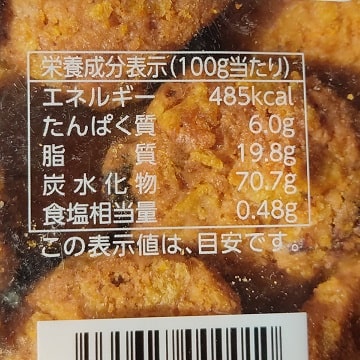 栄養成分表示(100g当たり)
エネルギー 485kcal
たんぱく質 6.0g
脂質 19.8g
炭水化物 70.7g
食塩相当量 0.48g
この表示値は、目安です。